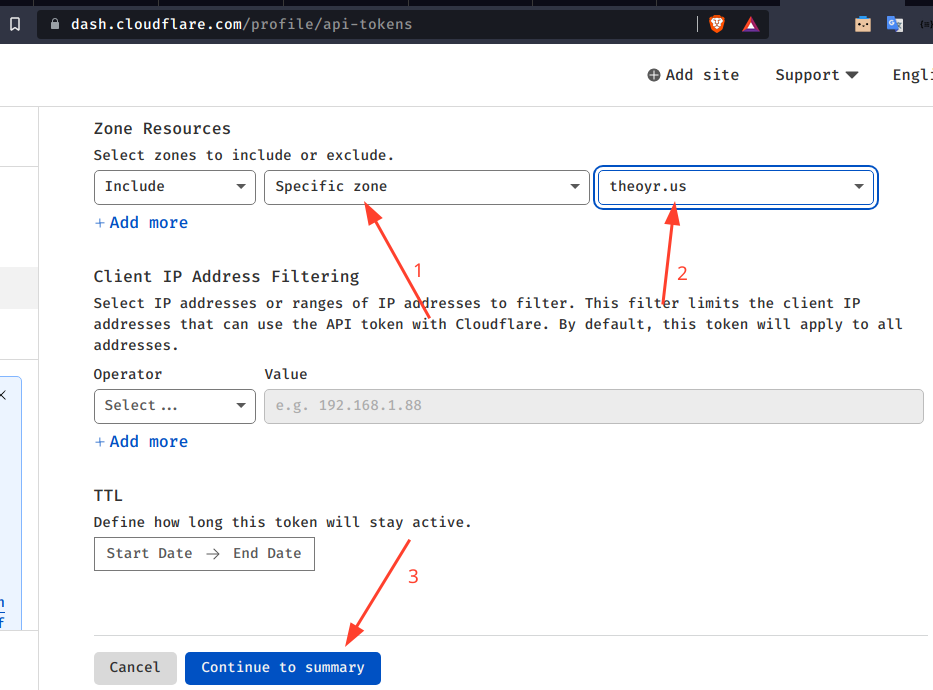 dash.cloudflare.com/profile/api-tokens
Add site Support Engli
Zone Resources
Select zones to include or exclude.
Include Specific zone theoyr.us
+ Add more
1
2
Client IP Address Filtering
Select IP addresses or ranges of IP addresses to filter. This filter limits the client IP
addresses that can use the API token with Cloudflare. By default, this token will apply to all
addresses.
Operator Value
Select... e.g. 192.168.1.88
+ Add more
TTL
Define how long this token will stay active.
Start Date → End Date
3
Cancel Continue to summary